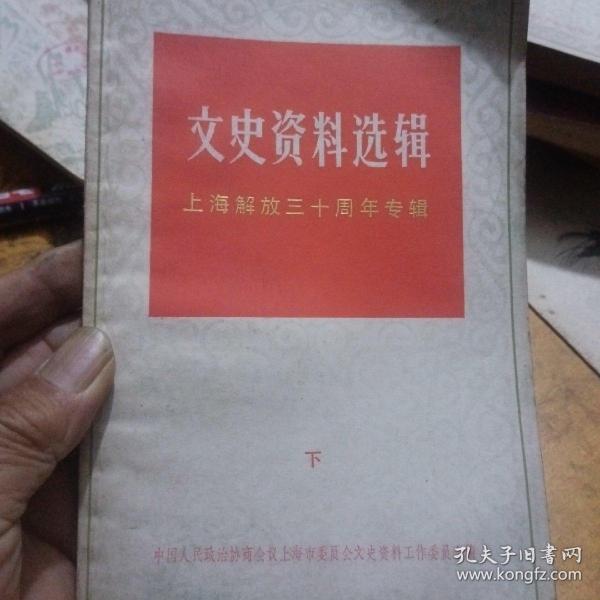 文史资料选辑
上海解放三十周年专辑
下
中国人民政治协商会议上海市委员会文史资料工作委员会
孔夫子旧书网
www.kongfz.com